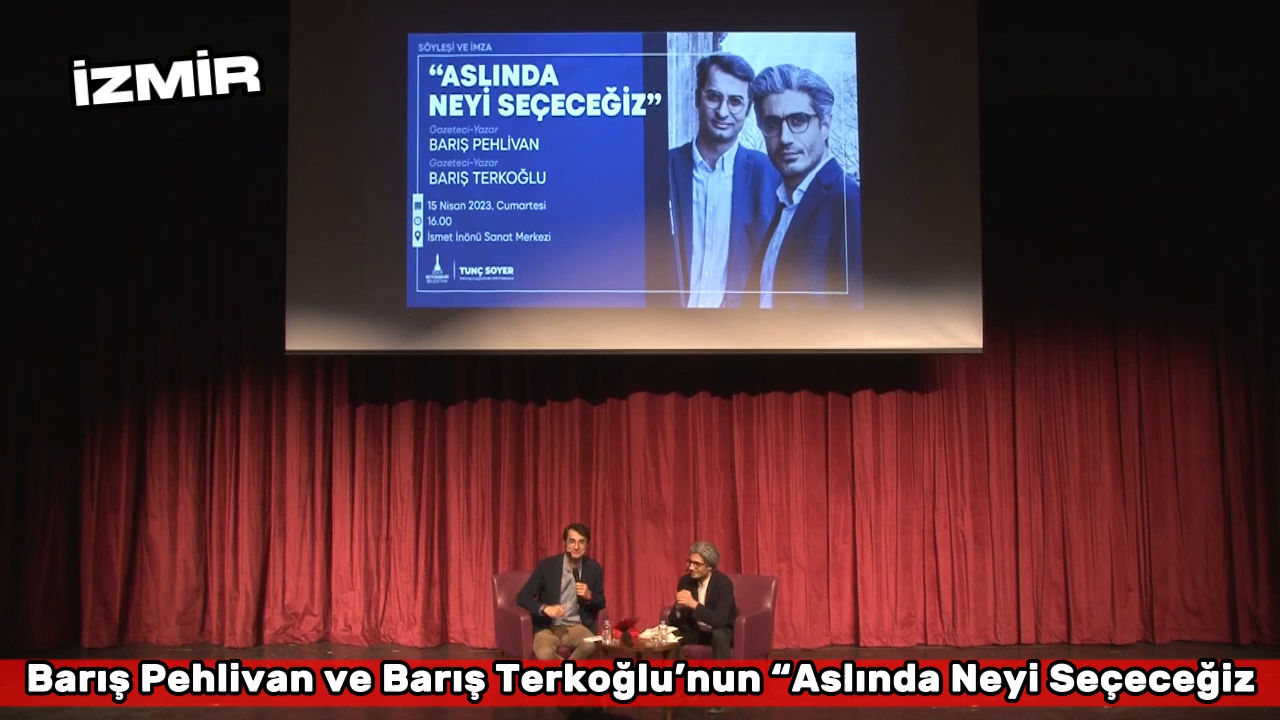 İZMİR
SÖYLEŞİ VE İMZA
“ASLINDA
NEYİ SEÇECEĞİZ”
Gazeteci-Yazar
BARIŞ PEHLİVAN
Gazeteci-Yazar
BARIŞ TERKOĞLU
15 Nisan 2023, Cumartesi
16.00
İsmet İnönü Sanat Merkezi
TUNÇ SOYER
Barış Pehlivan ve Barış Terkoğlu’nun “Aslında Neyi Seçeceğiz